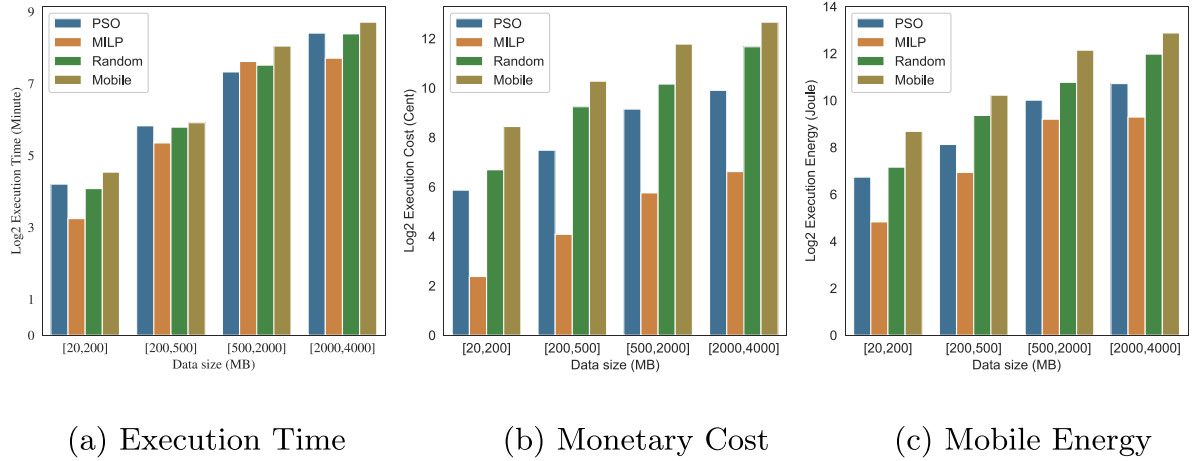 9
7
5
3
1
0
Log2 Execution Time (Minute)
PSO
MILP
Random
Mobile
[20,200]
[200,500]
[500,2000]
[2000,4000]
Data size (MB)
12
10
8
6
4
2
0
Log2 Execution Cost (Cent)
PSO
MILP
Random
Mobile
[20,200]
[200,500]
[500,2000]
[2000,4000]
Data size (MB)
14
12
10
8
6
4
2
0
Log2 Execution Energy (Joule)
PSO
MILP
Random
Mobile
[20,200]
[200,500]
[500,2000]
[2000,4000]
Data size (MB)
(a) Execution Time
(b) Monetary Cost
(c) Mobile Energy